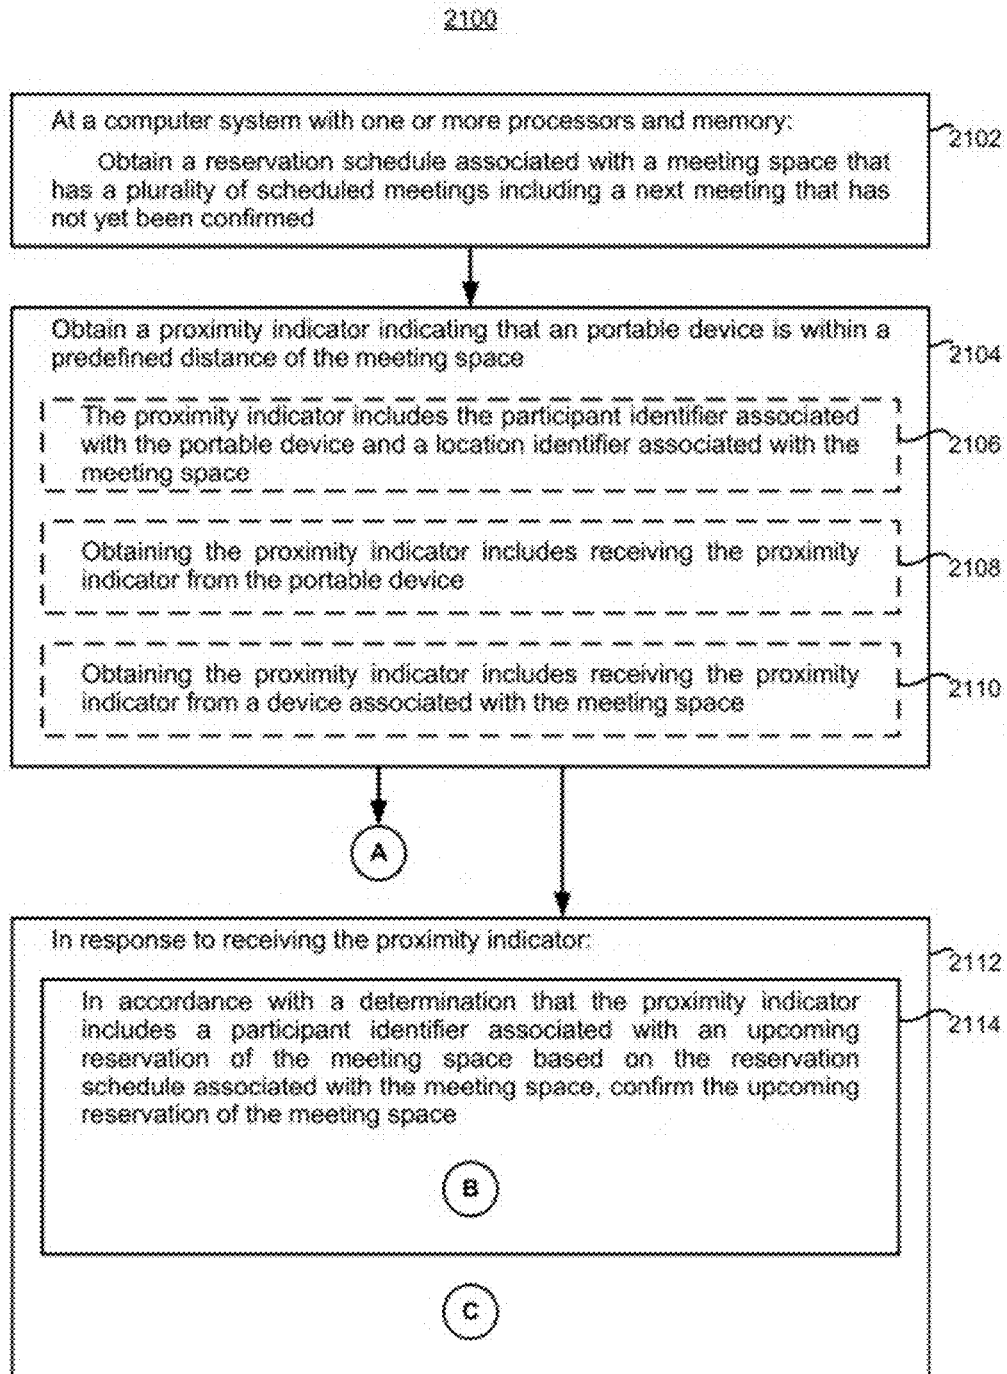 2100
At a computer system with one or more processors and memory:
2102
Obtain a reservation schedule associated with a meeting space that
has a plurality of scheduled meetings including a next meeting that has
not yet been confirmed
Obtain a proximity indicator indicating that an portable device is within a
predefined distance of the meeting space
2104
The proximity indicator includes the participant identifier associated
with the portable device and a location identifier associated with the
meeting space
2106
Obtaining the proximity indicator includes receiving the proximity
indicator from the portable device
2108
Obtaining the proximity indicator includes receiving the proximity
indicator from a device associated with the meeting space
2110
A
In response to receiving the proximity indicator:
2112
In accordance with a determination that the proximity indicator
includes a participant identifier associated with an upcoming
reservation of the meeting space based on the reservation
schedule associated with the meeting space, confirm the upcoming
reservation of the meeting space
2114
B
C